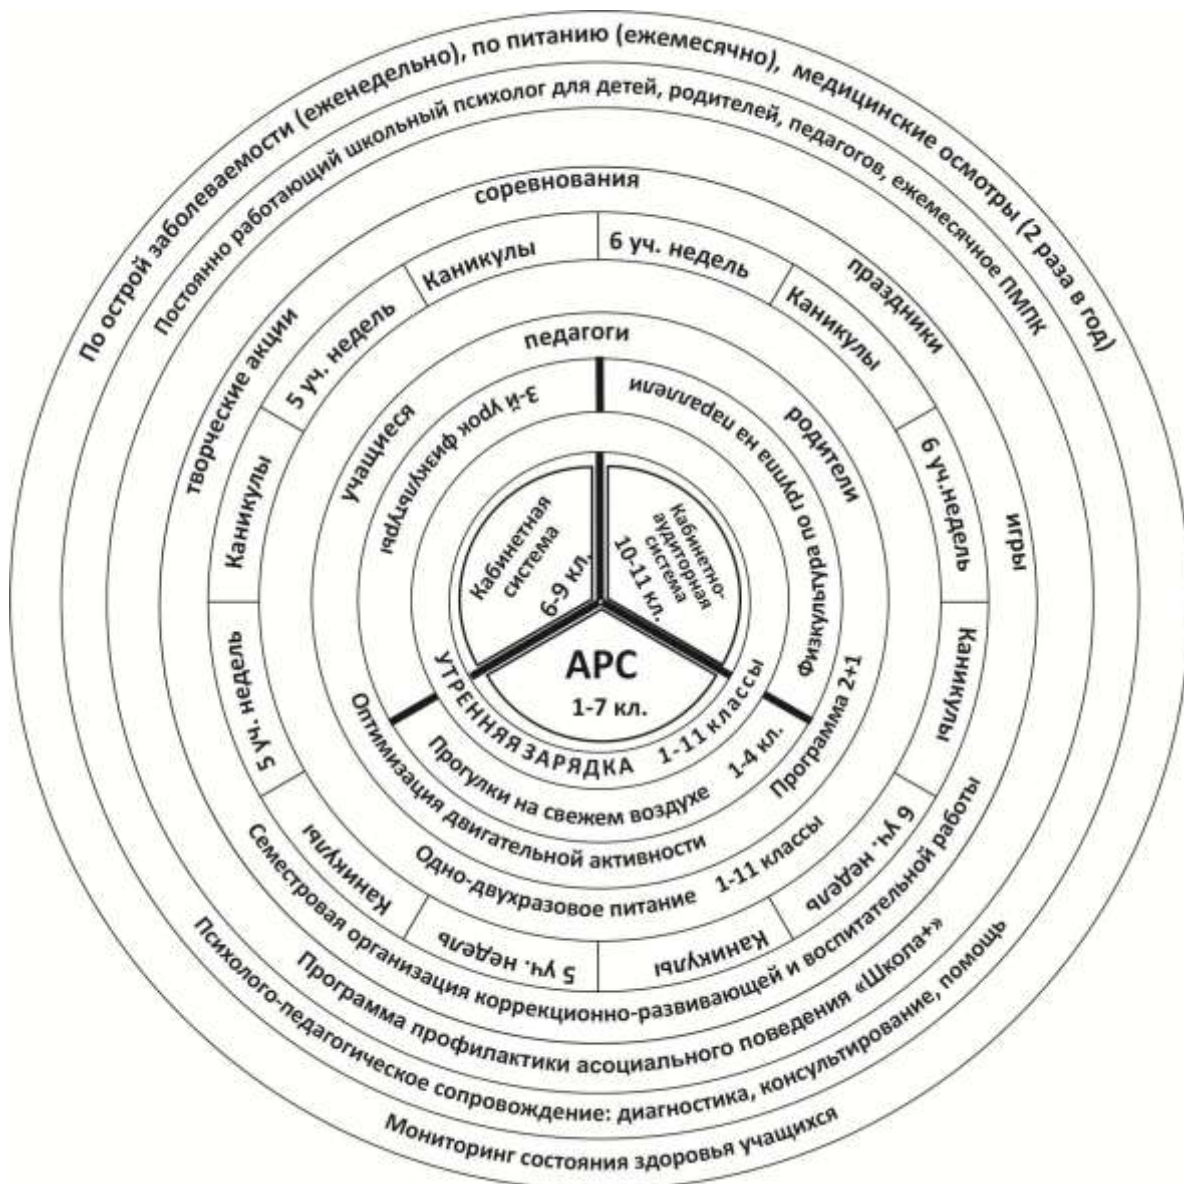 По острой заболеваемости (еженедельно), по питанию (ежемесячно), медицинские осмотры (2 раза в год)
Постоянно работающий школьный психолог для детей, родителей, педагогов, ежемесячное ПМПК
творческие акции
соревнования
праздники
игры
Каникулы
5 уч. недель
Каникулы
6 уч. недель
Каникулы
6 уч.недель
Каникулы
6 уч. недель
Каникулы
5 уч. недель
Каникулы
5 уч. недель
учащиеся
педагоги
родители
3-й урок физкультуры
Физкультура по группа на параллели
Кабинетная
система
6-9 кл.
Кабинетно-
аудиторная
система
10-11 кл.
АРС
1-7 кл.
УТРЕННЯЯ ЗАРЯДКА 1-11 классы
Прогулки на свежем воздухе 1-4 кл.
Оптимизация двигательной активности Программа 2+1
Одно-двухразовое питание 1-11 классы
Семестровая организация коррекционно-развивающей и воспитательной работы
Программа профилактики асоциального поведения «Школа+»
Психолого-педагогическое сопровождение: диагностика, консультирование, помощь
Мониторинг состояния здоровья учащихся